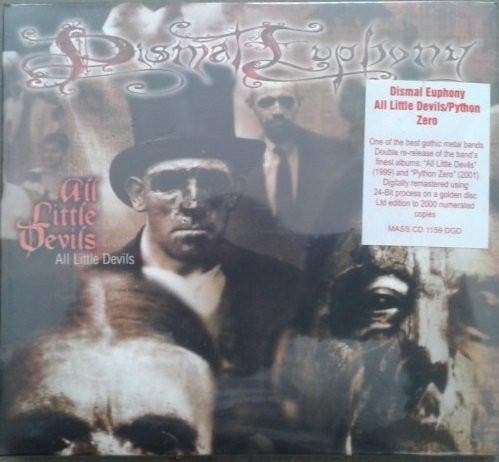 Dismal Euphony
Dismal Euphony
All Little Devils/Python
Zero
One of the best gothic metal bands
Double re-release of the band's
finest albums: "All Little Devils"
(1999) and "Python Zero" (2001)
Digitally remastered using
24-Bit process on a golden disc
Ltd edition to 2000 numerated
copies
MASS CD 1159 DGD
All
Little
Devils
All Little Devils